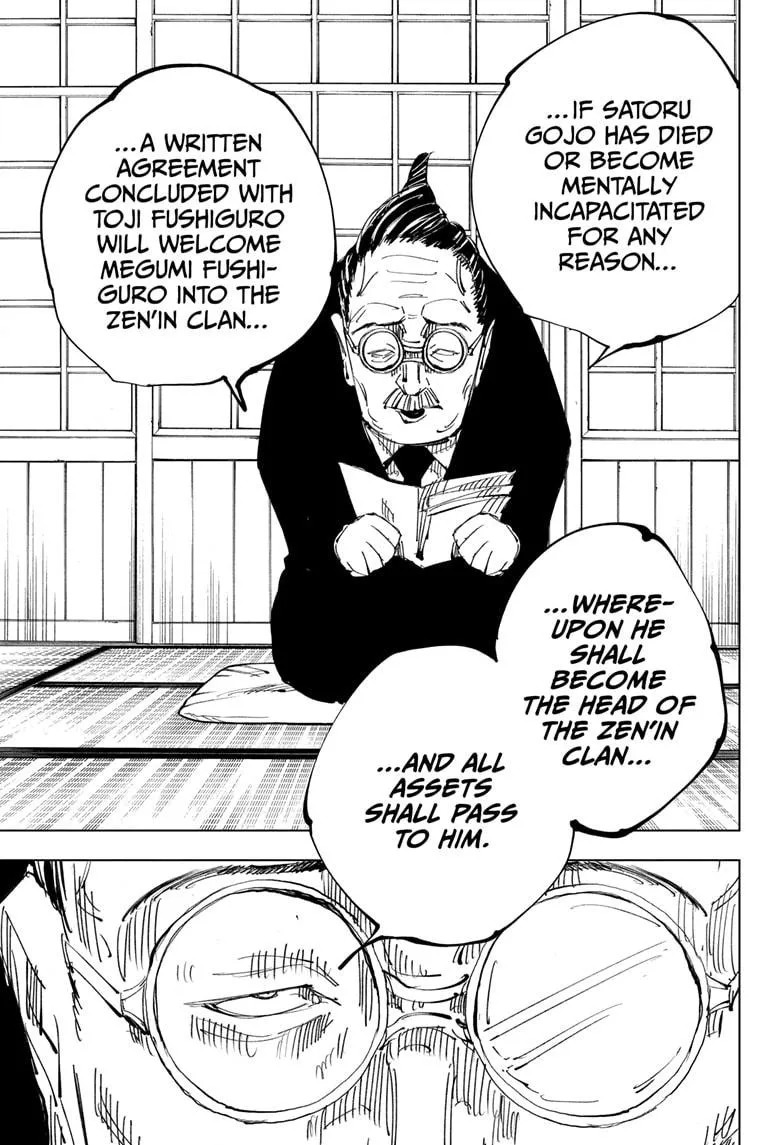 ...IF SATORU
GOJO HAS DIED
OR BECOME
MENTALLY
INCAPACITATED
FOR ANY
REASON...
...A WRITTEN
AGREEMENT
CONCLUDED WITH
TOJI FUSHIGURO
WILL WELCOME
MEGUMI FUSHI-
GURO INTO THE
ZEN'IN CLAN...
...WHERE-
UPON HE
SHALL
BECOME
THE HEAD OF
THE ZEN'IN
CLAN...
...AND ALL
ASSETS
SHALL PASS
TO HIM.